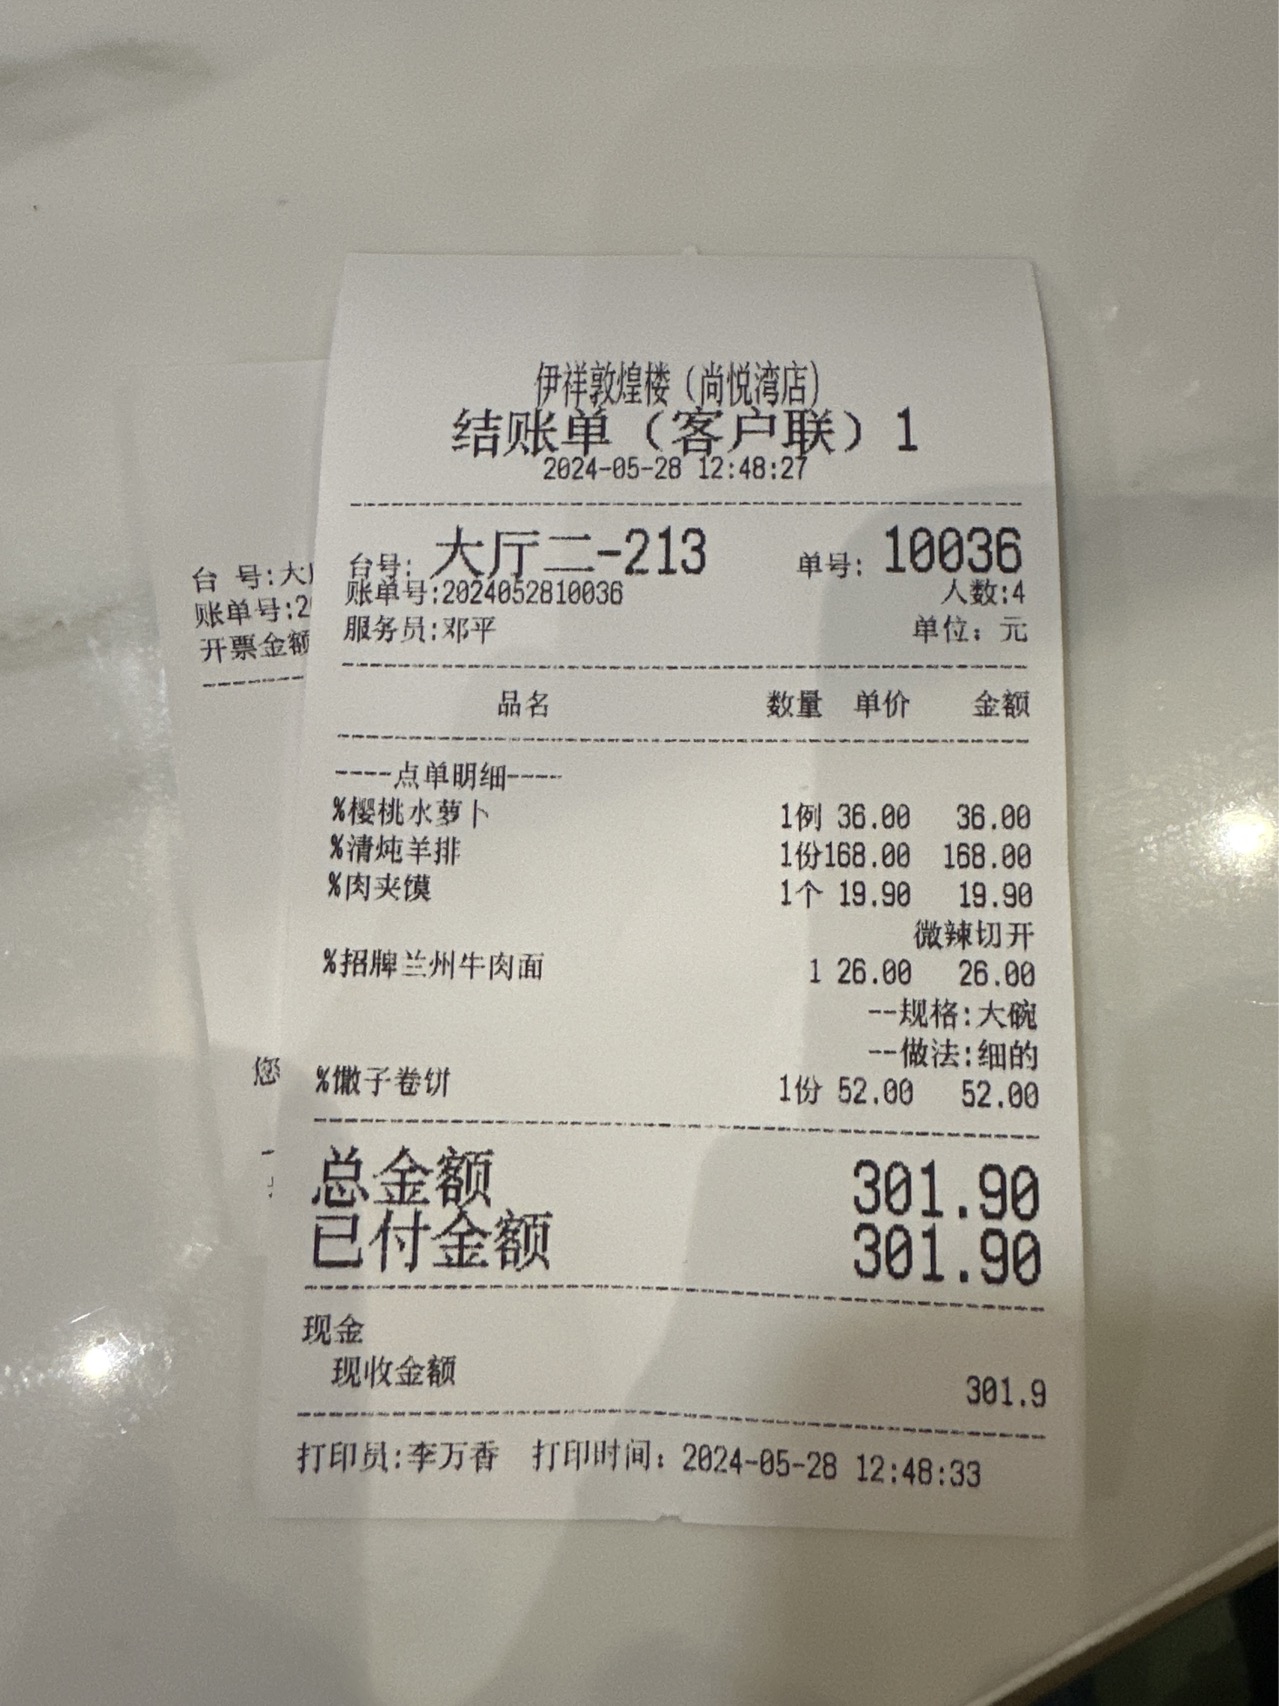 伊祥敦煌楼（尚悦湾店）
结账单（客户联）1
2024-05-28 12:48:27
台号: 大厅二-213 单号: 10036
账单号:2024052810036 人数:4
服务员:邓平 单位: 元
品名 数量 单价 金额
----点单明细----
%樱桃水萝卜 1例 36.00 36.00
%清炖羊排 1份168.00 168.00
%肉夹馍 1个 19.90 19.90
微辣切开
%招牌兰州牛肉面 1 26.00 26.00
--规格:大碗
--做法:细的
%馓子卷饼 1份 52.00 52.00
总金额 301.90
已付金额 301.90
现金
现收金额 301.9
打印员:李万香 打印时间: 2024-05-28 12:48:33
台 号:大
账单号:2
开票金额
您